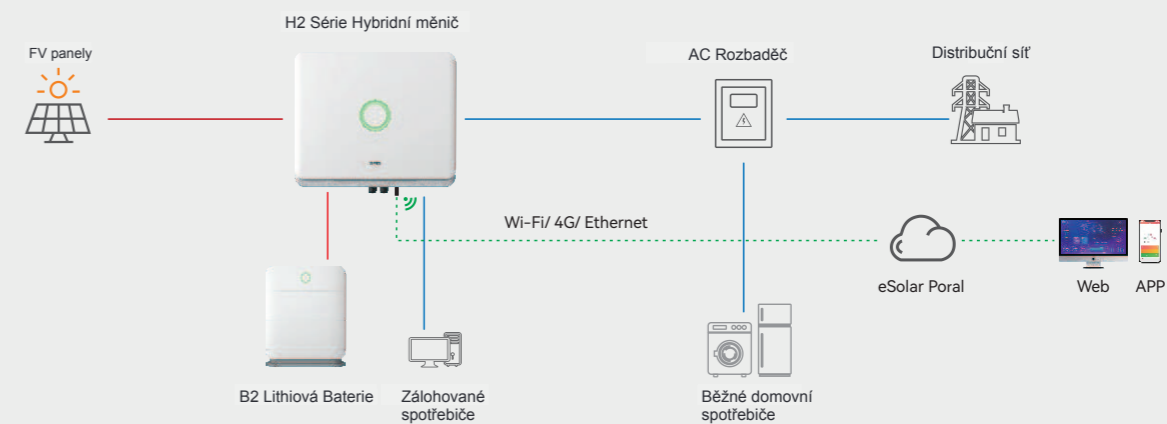 H2 Série Hybridní měnič
FV panely
AC Rozbaděč
Distribuční síť
Wi-Fi/ 4G/ Ethernet
eSolar Poral
Web
APP
B2 Lithiová Baterie
Zálohované
spotřebiče
Běžné domovní
spotřebiče